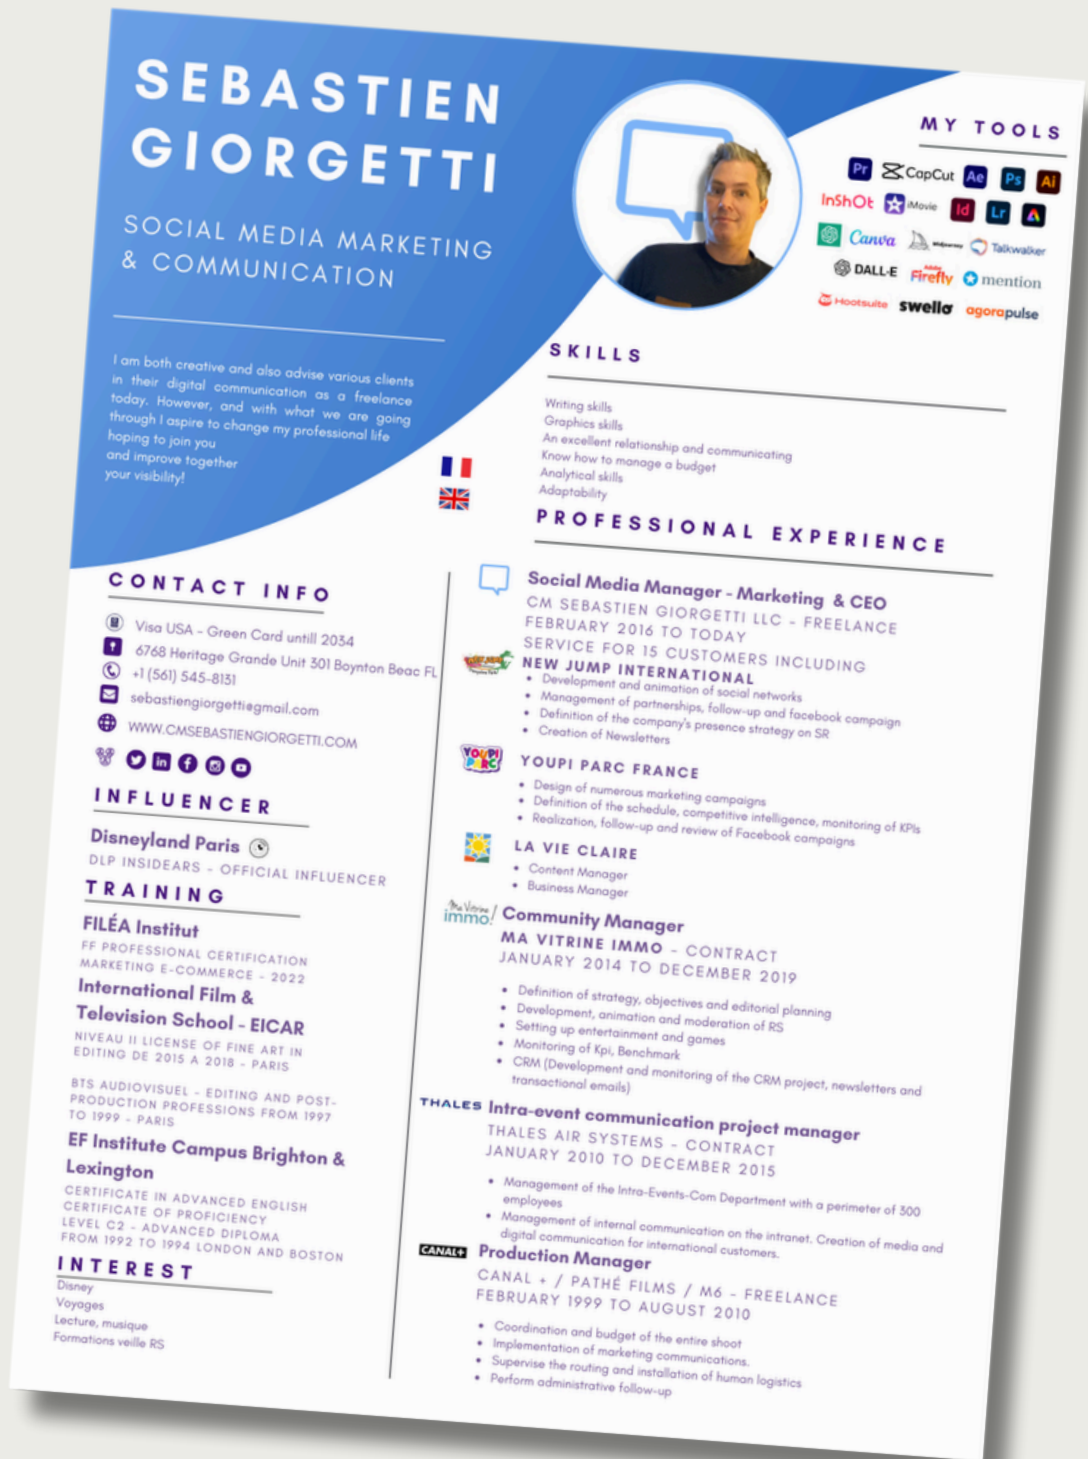 SEBASTIEN
GIORGETTI
SOCIAL MEDIA MARKETING
& COMMUNICATION
I am both creative and also advise various clients
in their digital communication as a freelance
today. However, and with what we are going
through I aspire to change my professional life
hoping to join you
and improve together
your visibility!
MY TOOLS
Pr CapCut Ae Ps Ai
InShOt iMovie Id Lr
Canva Midjourney Talkwalker
DALL·E Adobe Firefly mention
Hootsuite swello agorapulse
SKILLS
Writing skills
Graphics skills
An excellent relationship and communicating
Know how to manage a budget
Analytical skills
Adaptability
CONTACT INFO
Visa USA - Green Card untill 2034
6768 Heritage Grande Unit 301 Boynton Beac FL
+1 (561) 545-8131
sebastiengiorgetti@gmail.com
WWW.CMSEBASTIENGIORGETTI.COM
INFLUENCER
Disneyland Paris
DLP INSIDEARS - OFFICIAL INFLUENCER
TRAINING
FILÉA Institut
FF PROFESSIONAL CERTIFICATION
MARKETING E-COMMERCE - 2022
International Film &
Television School - EICAR
NIVEAU II LICENSE OF FINE ART IN
EDITING DE 2015 A 2018 - PARIS
BTS AUDIOVISUEL - EDITING AND POST-
PRODUCTION PROFESSIONS FROM 1997
TO 1999 - PARIS
EF Institute Campus Brighton &
Lexington
CERTIFICATE IN ADVANCED ENGLISH
CERTIFICATE OF PROFICIENCY
LEVEL C2 - ADVANCED DIPLOMA
FROM 1992 TO 1994 LONDON AND BOSTON
INTEREST
Disney
Voyages
Lecture, musique
Formations veille RS
PROFESSIONAL EXPERIENCE
Social Media Manager - Marketing & CEO
CM SEBASTIEN GIORGETTI LLC - FREELANCE
FEBRUARY 2016 TO TODAY
SERVICE FOR 15 CUSTOMERS INCLUDING
NEW JUMP INTERNATIONAL
• Development and animation of social networks
• Management of partnerships, follow-up and facebook campaign
• Definition of the company's presence strategy on SR
• Creation of Newsletters
YOUPI PARC
YOUPI PARC FRANCE
• Design of numerous marketing campaigns
• Definition of the schedule, competitive intelligence, monitoring of KPIs
• Realization, follow-up and review of Facebook campaigns
LA VIE CLAIRE
• Content Manager
• Business Manager
Ma Vitrine immo!
Community Manager
MA VITRINE IMMO - CONTRACT
JANUARY 2014 TO DECEMBER 2019
• Definition of strategy, objectives and editorial planning
• Development, animation and moderation of RS
• Setting up entertainment and games
• Monitoring of Kpi, Benchmark
• CRM (Development and monitoring of the CRM project, newsletters and
transactional emails)
THALES
Intra-event communication project manager
THALES AIR SYSTEMS - CONTRACT
JANUARY 2010 TO DECEMBER 2015
• Management of the Intra-Events-Com Department with a perimeter of 300
employees
• Management of internal communication on the intranet. Creation of media and
digital communication for international customers.
CANAL+
Production Manager
CANAL + / PATHÉ FILMS / M6 - FREELANCE
FEBRUARY 1999 TO AUGUST 2010
• Coordination and budget of the entire shoot
• Implementation of marketing communications.
• Supervise the routing and installation of human logistics
• Perform administrative follow-up